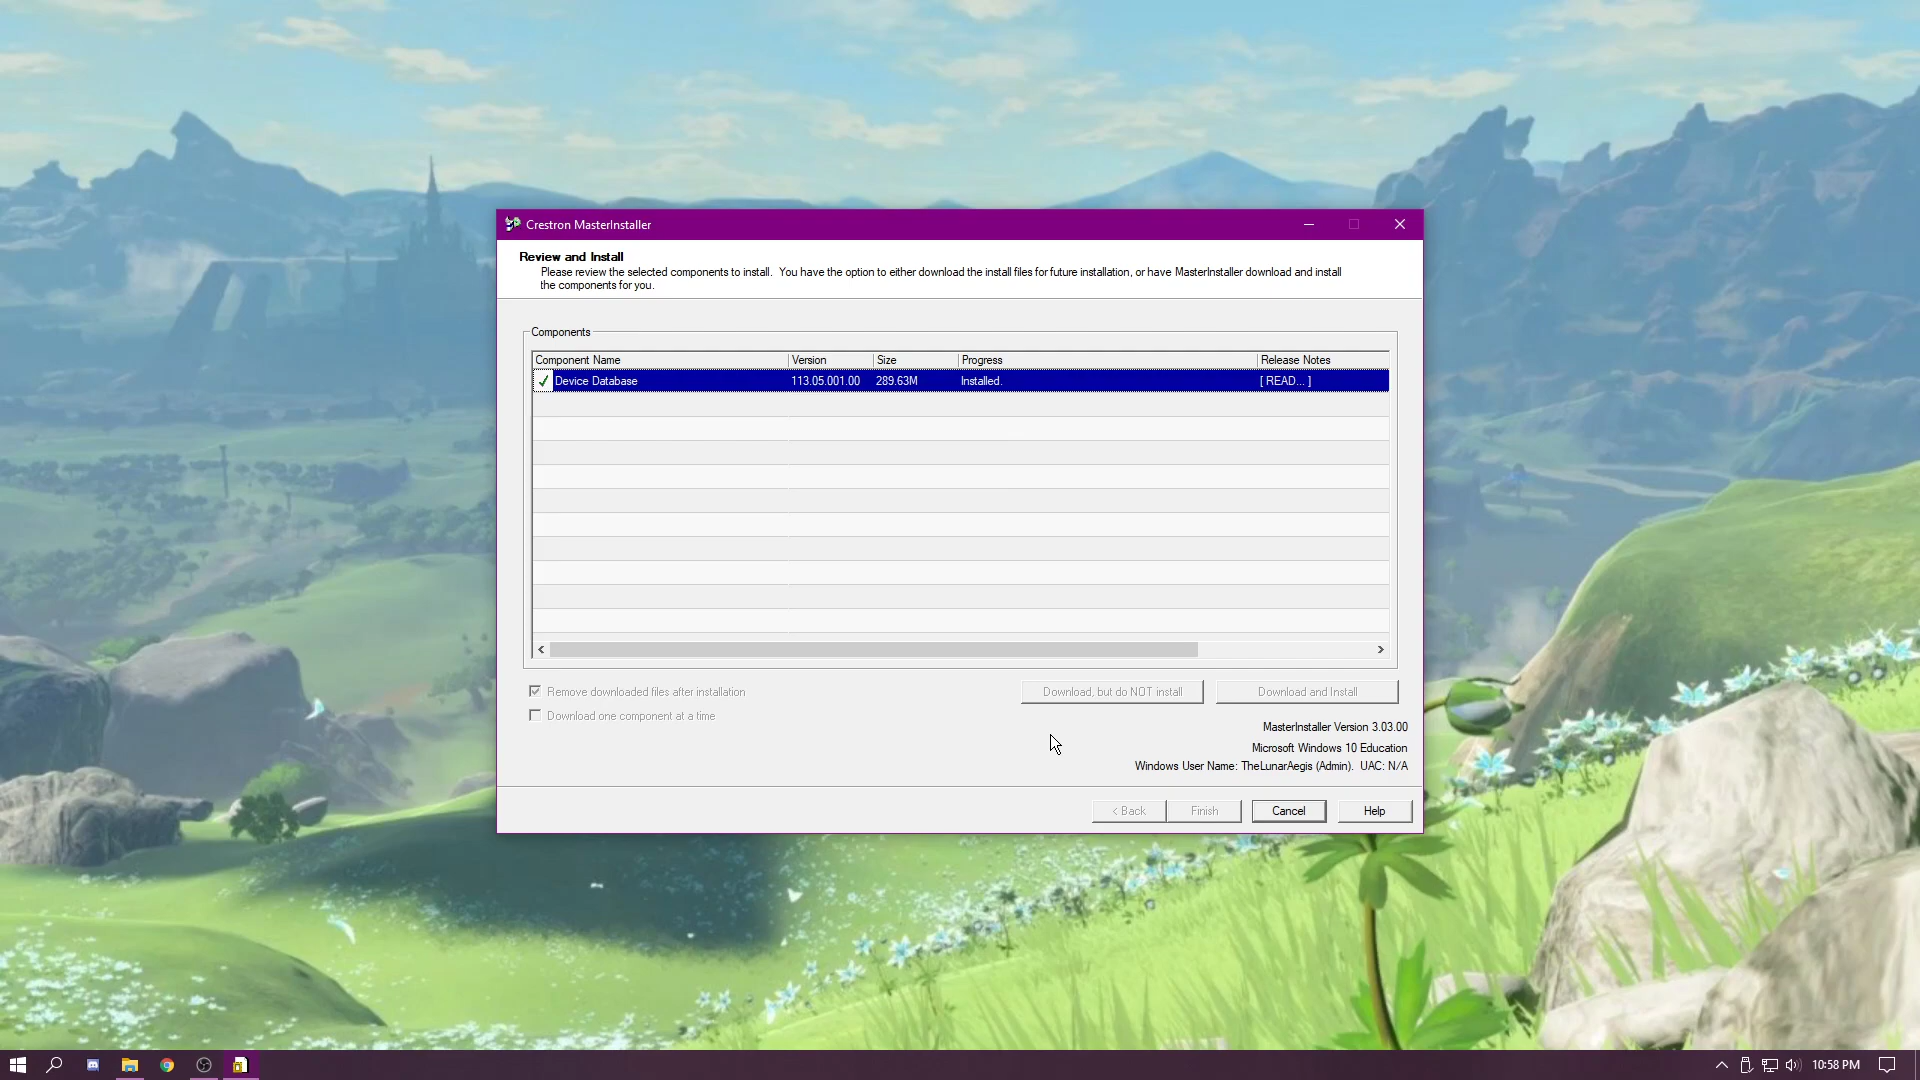 Crestron MasterInstaller
Review and Install
Please review the selected components to install.  You have the option to either download the install files for future installation, or have MasterInstaller download and install
the components for you.
Components
Component Name Version Size Progress Release Notes
Device Database 113.05.001.00 289.63M Installed. [ READ... ]
Remove downloaded files after installation
Download, but do NOT install
Download and Install
Download one component at a time
MasterInstaller Version 3.03.00
Microsoft Windows 10 Education
Windows User Name: TheLunarAegis (Admin).  UAC: N/A
< Back
Finish
Cancel
Help
10:58 PM